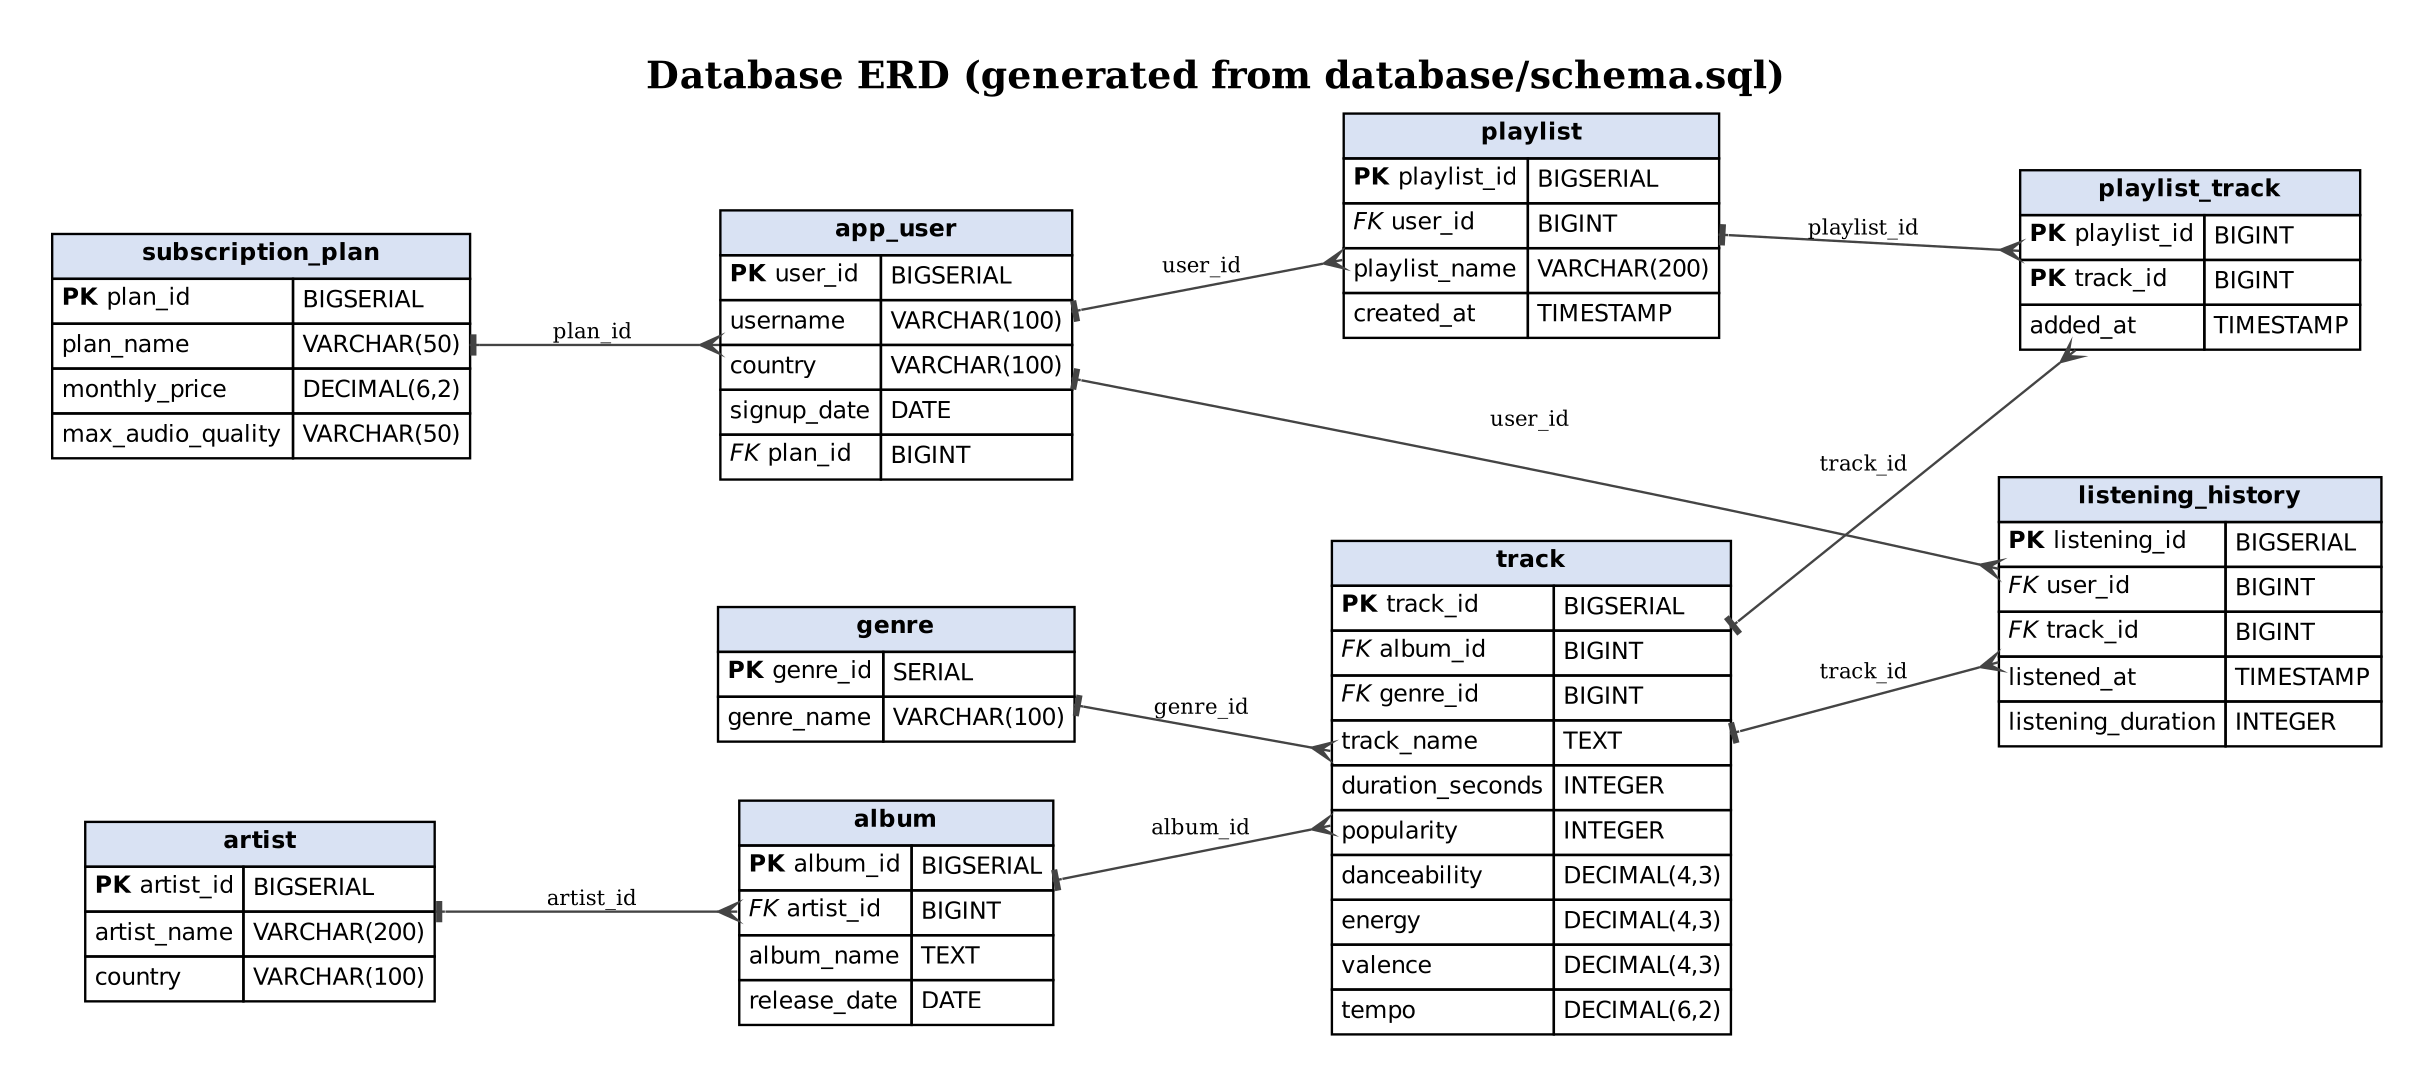 Database ERD (generated from database/schema.sql)
subscription_plan
PK plan_id BIGSERIAL
plan_name VARCHAR(50)
monthly_price DECIMAL(6,2)
max_audio_quality VARCHAR(50)
plan_id
app_user
PK user_id BIGSERIAL
username VARCHAR(100)
country VARCHAR(100)
signup_date DATE
FK plan_id BIGINT
user_id
user_id
playlist
PK playlist_id BIGSERIAL
FK user_id BIGINT
playlist_name VARCHAR(200)
created_at TIMESTAMP
playlist_id
playlist_track
PK playlist_id BIGINT
PK track_id BIGINT
added_at TIMESTAMP
track_id
listening_history
PK listening_id BIGSERIAL
FK user_id BIGINT
FK track_id BIGINT
listened_at TIMESTAMP
listening_duration INTEGER
track_id
genre
PK genre_id SERIAL
genre_name VARCHAR(100)
genre_id
track
PK track_id BIGSERIAL
FK album_id BIGINT
FK genre_id BIGINT
track_name TEXT
duration_seconds INTEGER
popularity INTEGER
danceability DECIMAL(4,3)
energy DECIMAL(4,3)
valence DECIMAL(4,3)
tempo DECIMAL(6,2)
artist
PK artist_id BIGSERIAL
artist_name VARCHAR(200)
country VARCHAR(100)
artist_id
album
PK album_id BIGSERIAL
FK artist_id BIGINT
album_name TEXT
release_date DATE
album_id